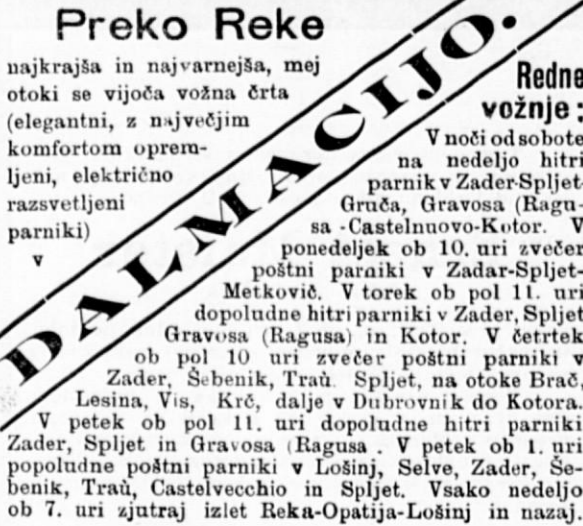 Preko Reke
najkrajša in najvarnejša, mej
otoki se vijoča vožna črta
(elegantni, z največjim
komfortom oprem-
ljeni, električno
razsvetljeni
parniki)
v
DALMACIJO.
Redne
vožnje:
V noči od sobote
na nedeljo hitri
parnik v Zader-Spljet-
Gruča, Gravosa (Ragu-
sa -Castelnuovo-Kotor. V
ponedeljek ob 10. uri zvečer
poštni parniki v Zadar-Spljet-
Metkovič. V torek ob pol 11. uri
dopoludne hitri parniki v Zader, Spljet
Gravosa (Ragusa) in Kotor. V četrtek
ob pol 10 uri zvečer poštni parniki v
Zader, Šebenik, Traù. Spljet, na otoke Brač,
Lesina, Vis, Krč, dalje v Dubrovnik do Kotora.
V petek ob pol 11. uri dopoludne hitri parniki
Zader, Spljet in Gravosa (Ragusa . V petek ob 1. uri
popoludne poštni parniki v Lošinj, Selve, Zader, Še-
benik, Traù, Castelvecchio in Spljet. Vsako nedeljo
ob 7. uri zjutraj izlet Reka-Opatija-Lošinj in nazaj.